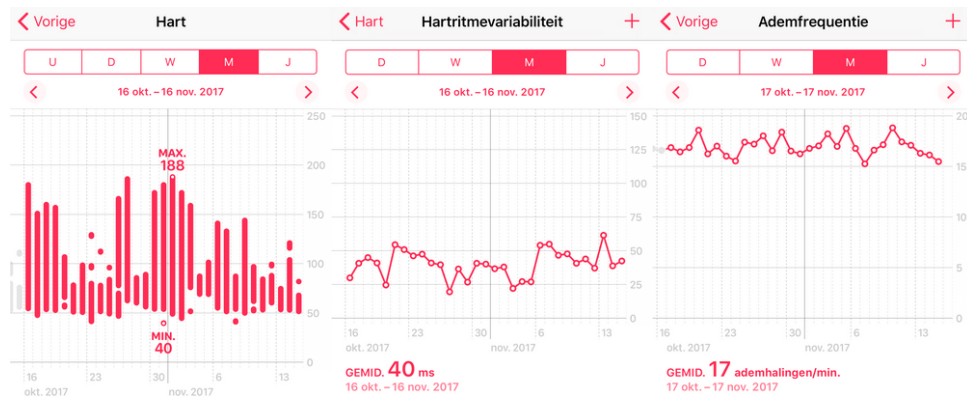 Vorige
Hart
U D W M J
16 okt. – 16 nov. 2017
250
200
150
100
50
0
MAX.
188
MIN.
40
16 23 30 6 13
okt. 2017 nov. 2017
Hart
Hartritmevariabiliteit
D W M J
16 okt. – 16 nov. 2017
150
125
100
75
50
25
0
16 23 30 6 13
okt. 2017 nov. 2017
GEMID. 40 ms
16 okt. – 16 nov. 2017
Vorige
Ademfrequentie
D W M J
17 okt. – 17 nov. 2017
20
15
10
5
0
16 23 30 6 13
okt. 2017 nov. 2017
GEMID. 17 ademhalingen/min.
17 okt. – 17 nov. 2017